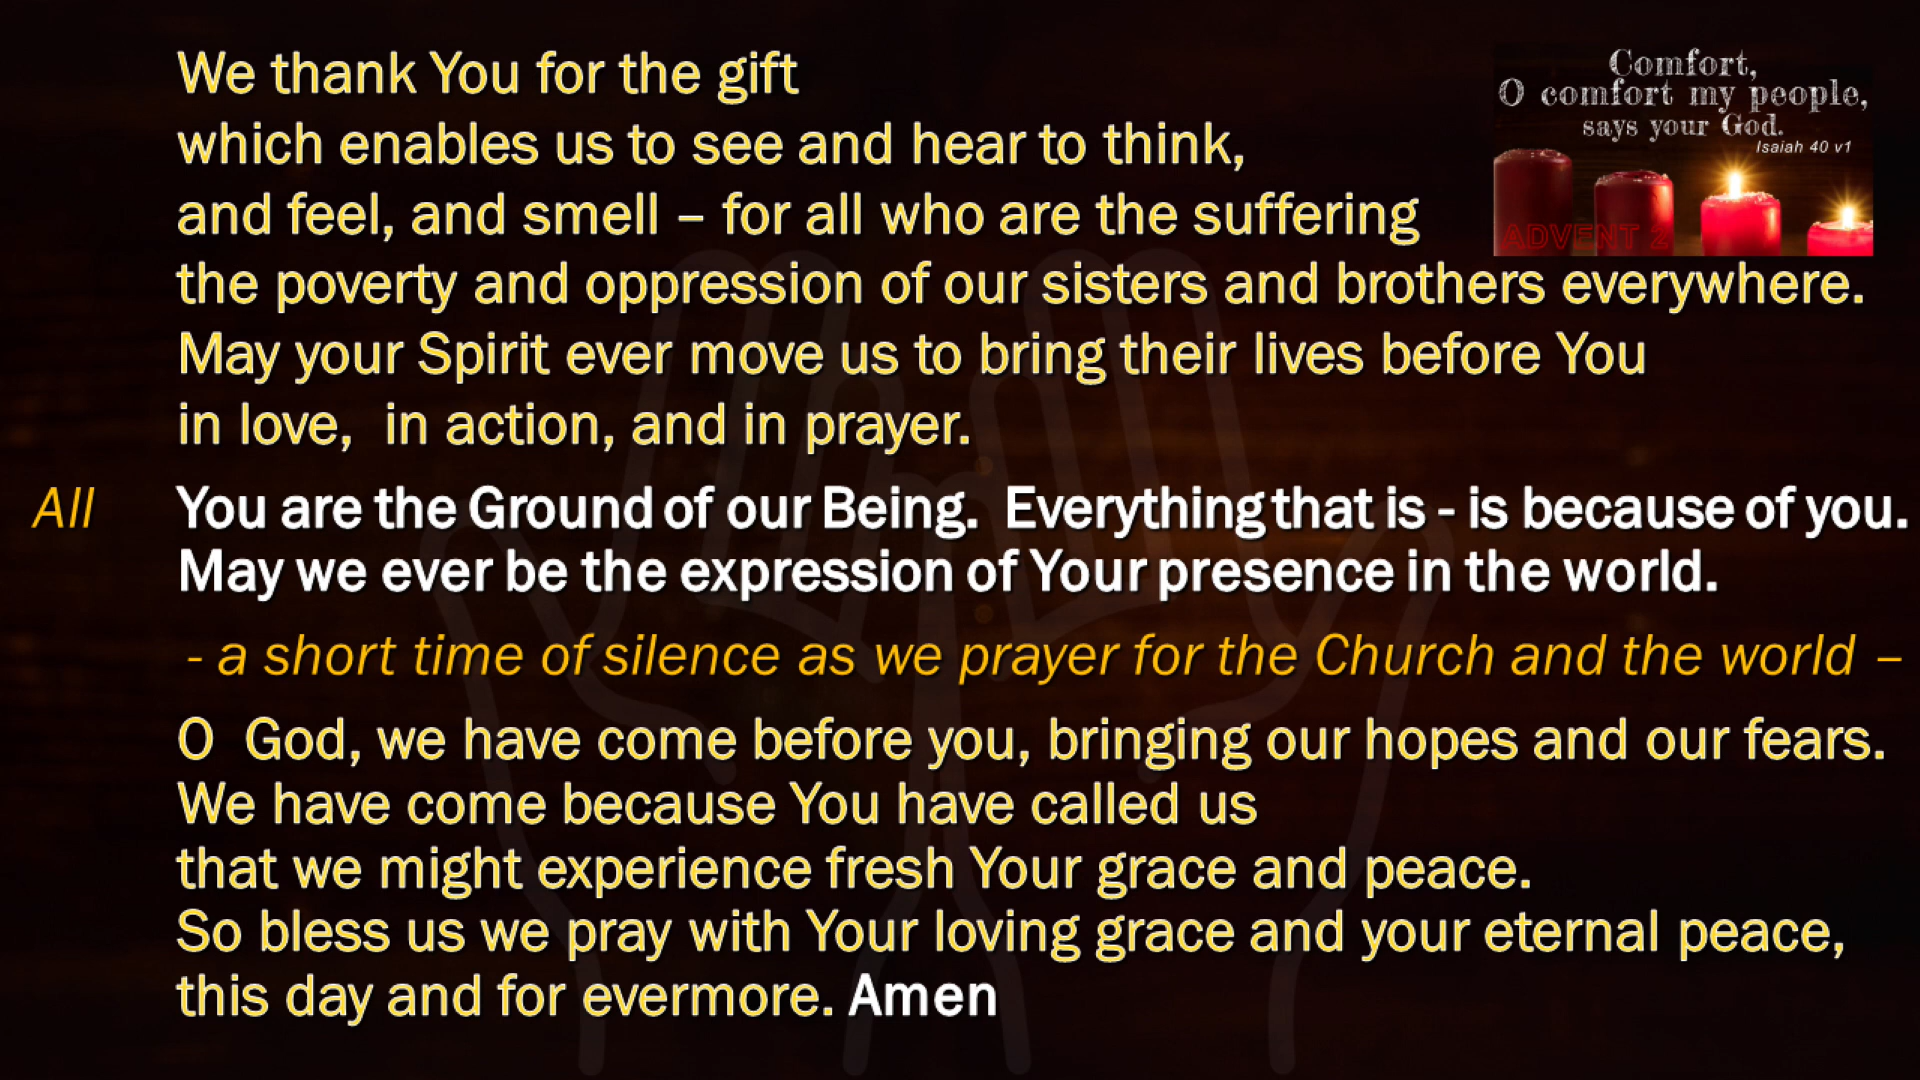 We thank You for the gift
which enables us to see and hear to think,
and feel, and smell – for all who are the suffering
the poverty and oppression of our sisters and brothers everywhere.
May your Spirit ever move us to bring their lives before You
in love,  in action, and in prayer.
All You are the Ground of our Being.  Everything that is - is because of you.
May we ever be the expression of Your presence in the world.
- a short time of silence as we prayer for the Church and the world –
O  God, we have come before you, bringing our hopes and our fears.
We have come because You have called us
that we might experience fresh Your grace and peace.
So bless us we pray with Your loving grace and your eternal peace,
this day and for evermore. Amen
Comfort,
O comfort my people,
says your God.
Isaiah 40 v1
ADVENT 2